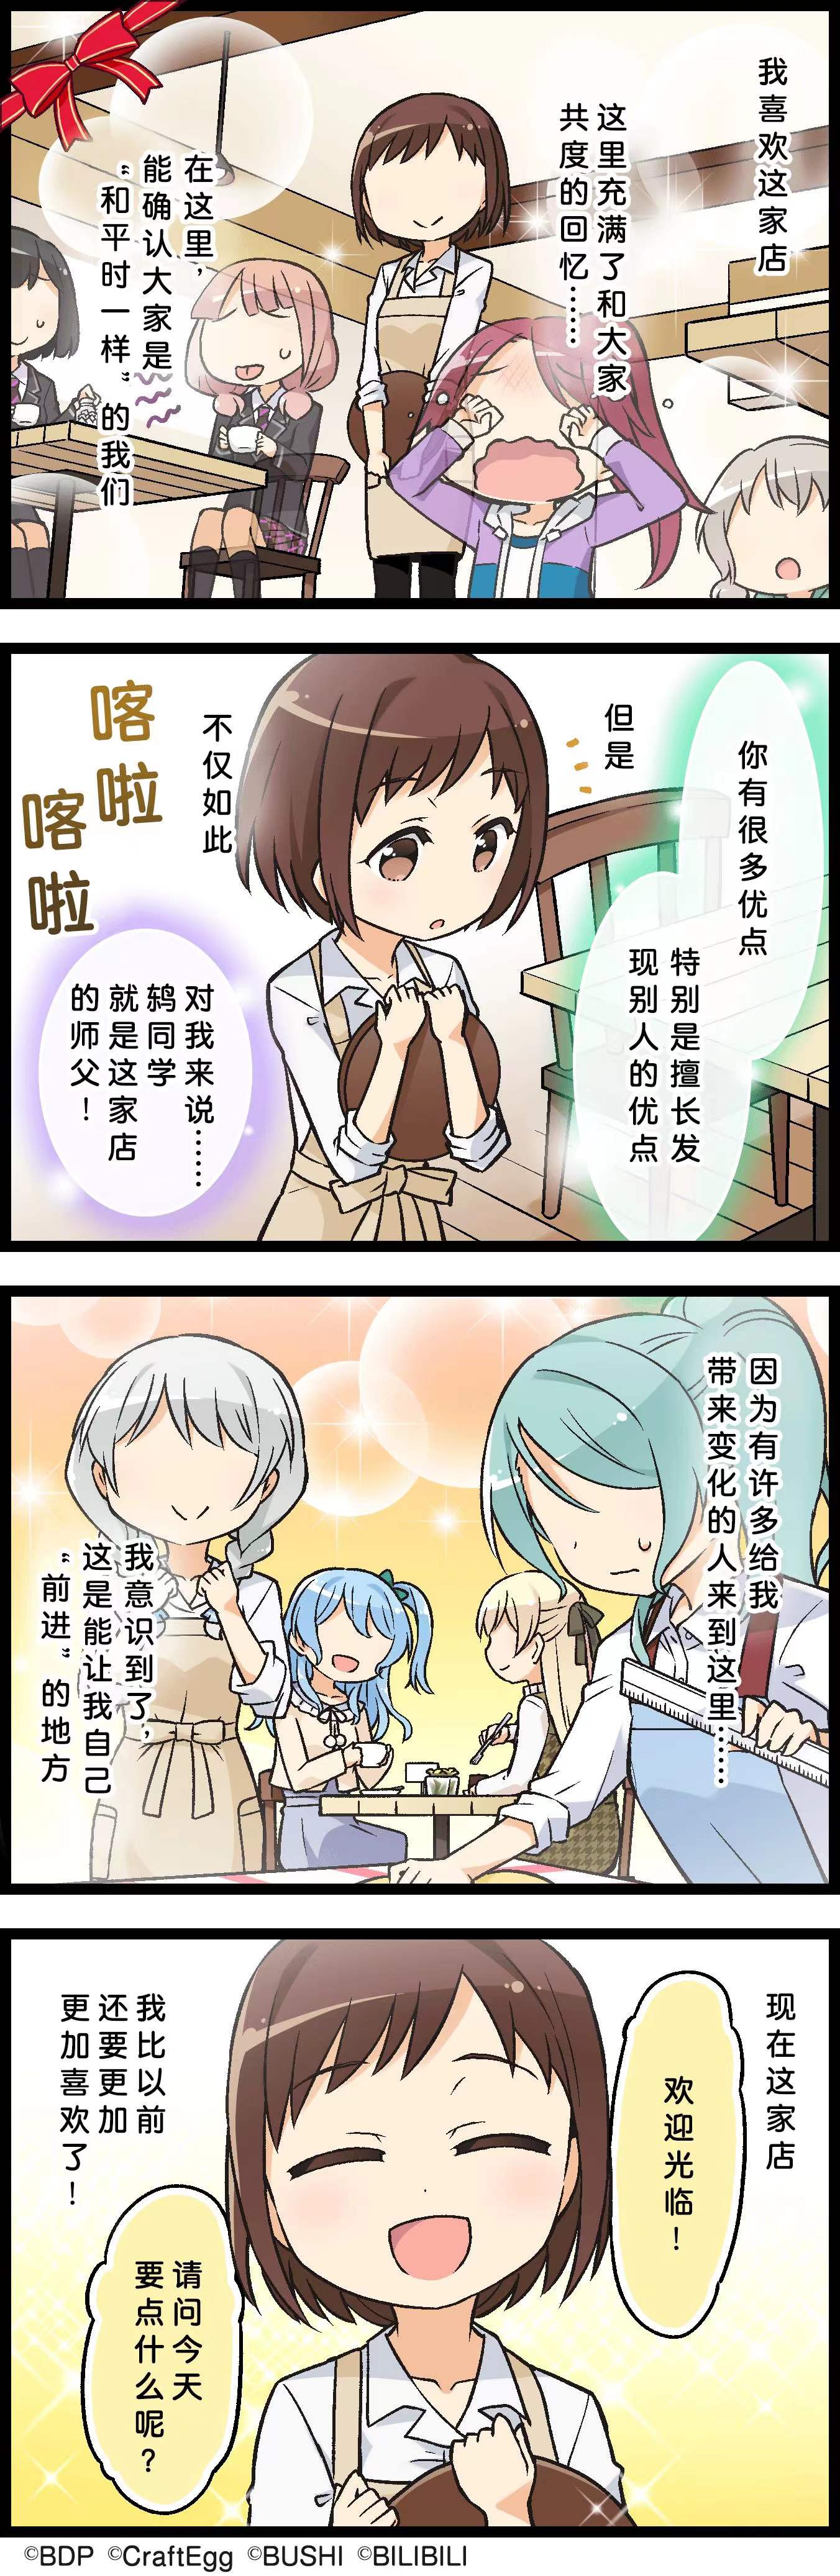 我喜欢这家店
这里充满了和大家
共度的回忆……
在这里，
能确认大家是
“和平时一样”的我们
你有很多优点
特别是擅长发
现别人的优点
但是
不仅如此
喀啦
喀啦
对我来说……
鸫同学
就是这家店
的师父！
因为有许多给我
带来变化的人来到这里……
我意识到了，
这是能让我自己
“前进”的地方
现在这家店
欢迎光临！
我比以前
还要更加
更加喜欢了！
请问今天
要点什么呢？
©BDP ©CraftEgg ©BUSHI ©BILIBILI